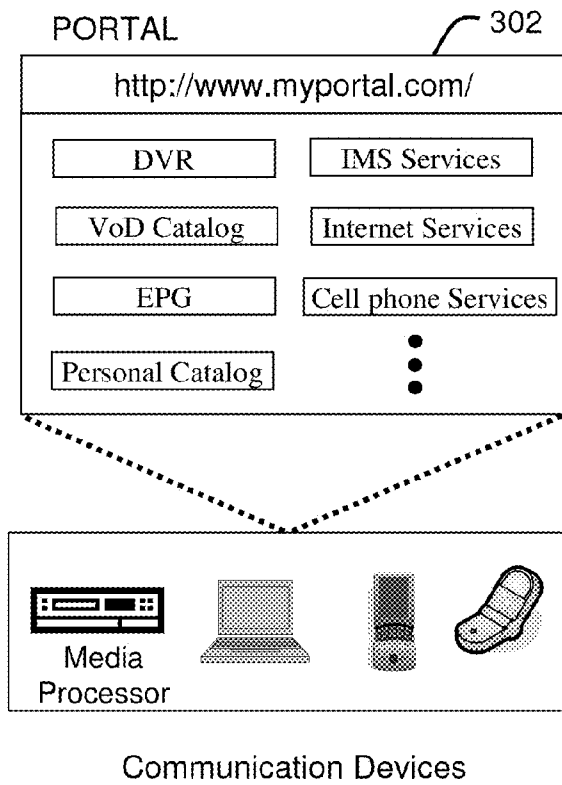 PORTAL
302
http://www.myportal.com/
DVR
IMS Services
VoD Catalog
Internet Services
EPG
Cell phone Services
Personal Catalog
Media
Processor
Communication Devices